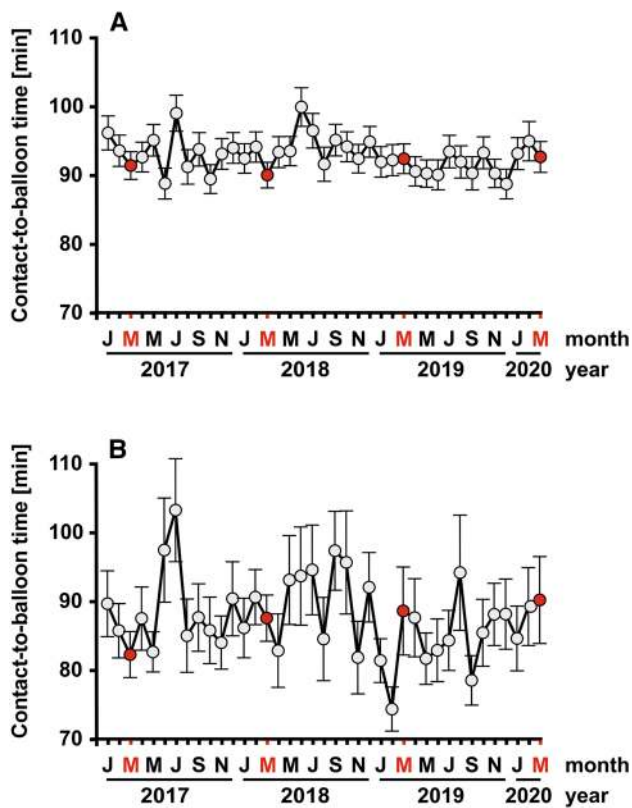 A
Contact-to-balloon time [min]
110
100
90
80
70
J M M J S N J M M J S N J M M J S N J M month
2017 2018 2019 2020 year
B
Contact-to-balloon time [min]
110
100
90
80
70
J M M J S N J M M J S N J M M J S N J M month
2017 2018 2019 2020 year